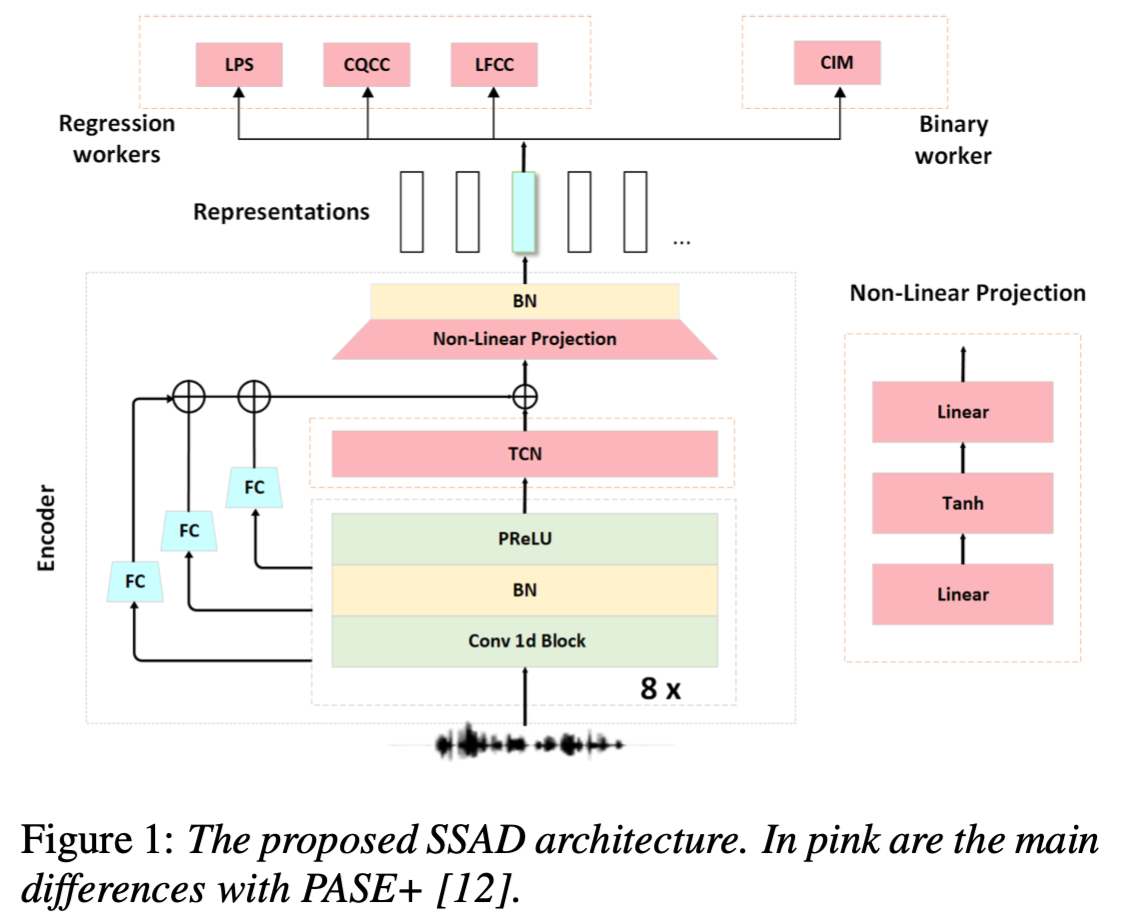 LPS
CQCC
LFCC
CIM
Regression
workers
Binary
worker
Representations
...
BN
Non-Linear Projection
Non-Linear Projection
TCN
FC
FC
FC
PReLU
BN
Conv 1d Block
8 x
Encoder
Linear
Tanh
Linear
Figure 1: The proposed SSAD architecture. In pink are the main
differences with PASE+ [12].